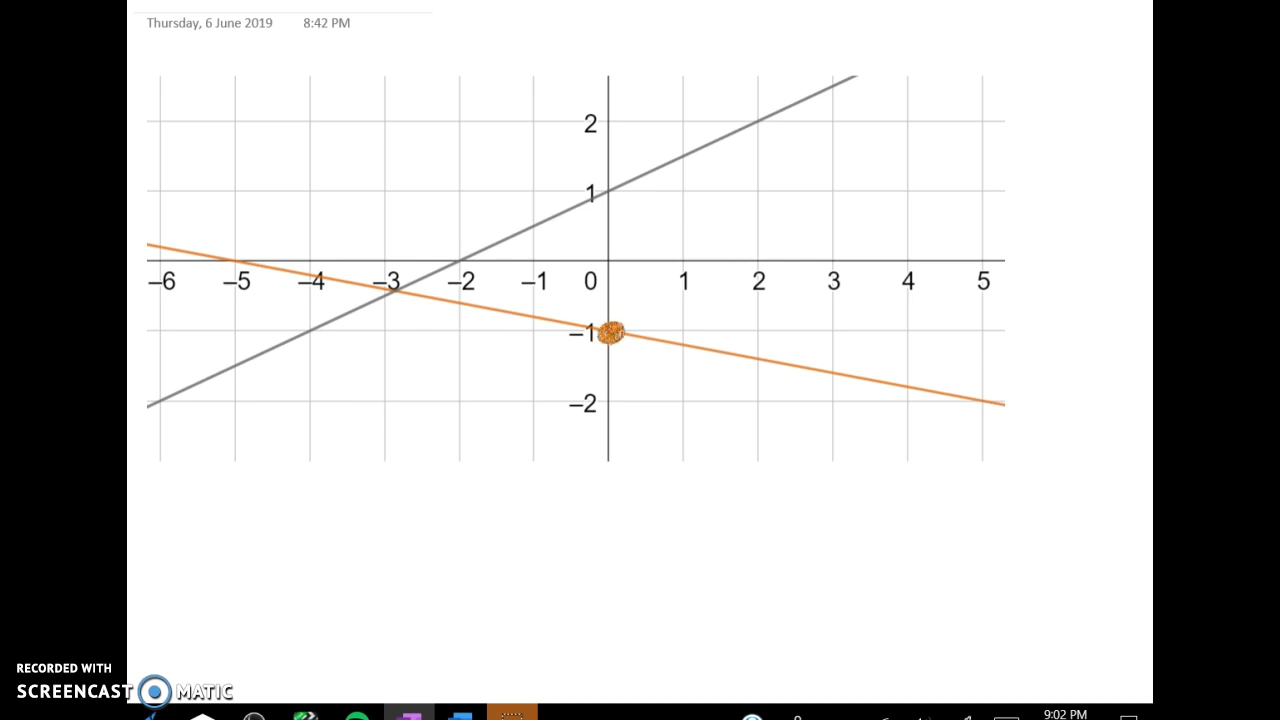 Thursday, 6 June 2019 8:42 PM
2
1
–6 –5 –4 –3 –2 –1 0 1 2 3 4 5
–1
–2
RECORDED WITH
SCREENCAST MATIC
9:02 PM